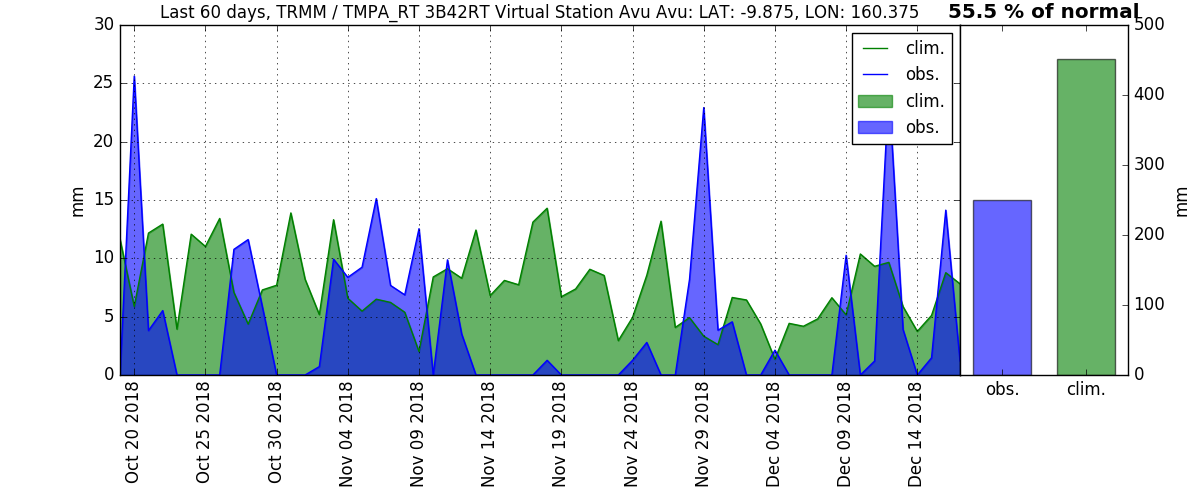 Last 60 days, TRMM / TMPA_RT 3B42RT Virtual Station Avu Avu: LAT: -9.875, LON: 160.375
55.5 % of normal
30
25
20
15
10
5
0
mm
clim.
obs.
clim.
obs.
Oct 20 2018
Oct 25 2018
Oct 30 2018
Nov 04 2018
Nov 09 2018
Nov 14 2018
Nov 19 2018
Nov 24 2018
Nov 29 2018
Dec 04 2018
Dec 09 2018
Dec 14 2018
500
400
300
200
100
0
mm
obs.
clim.